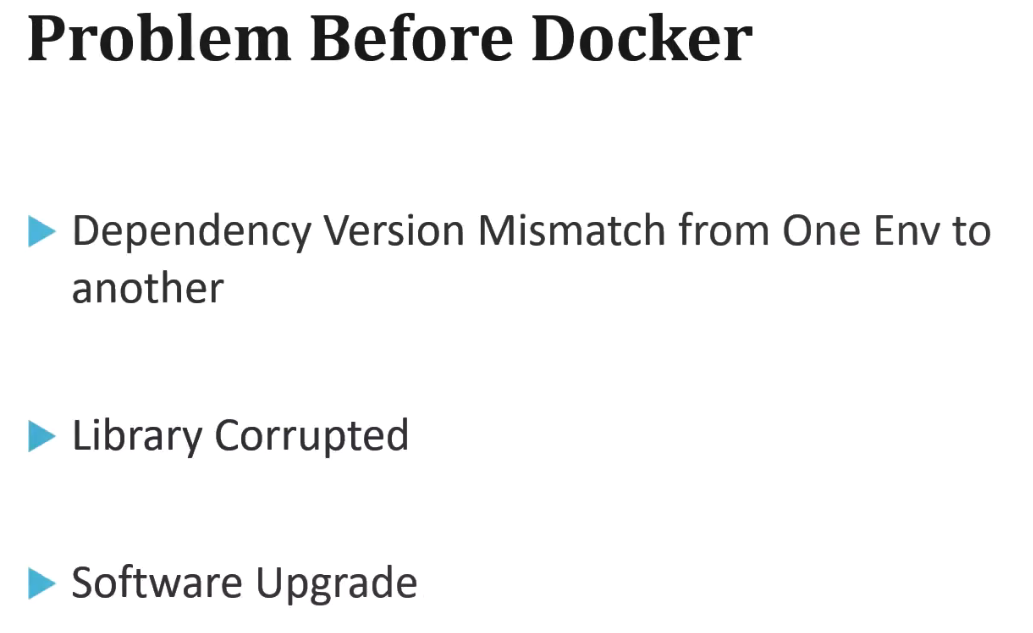 Problem Before Docker
Dependency Version Mismatch from One Env to
another
Library Corrupted
Software Upgrade